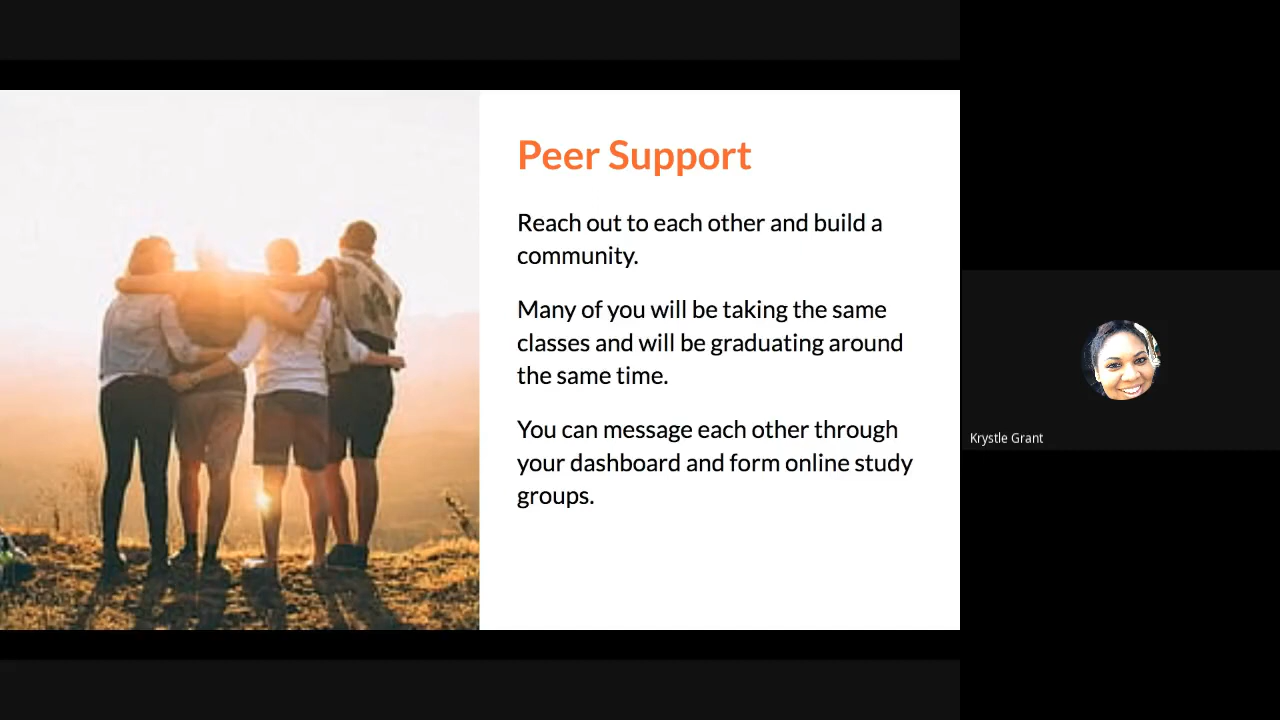 Peer Support
Reach out to each other and build a
community.
Many of you will be taking the same
classes and will be graduating around
the same time.
You can message each other through
your dashboard and form online study
groups.
Krystle Grant